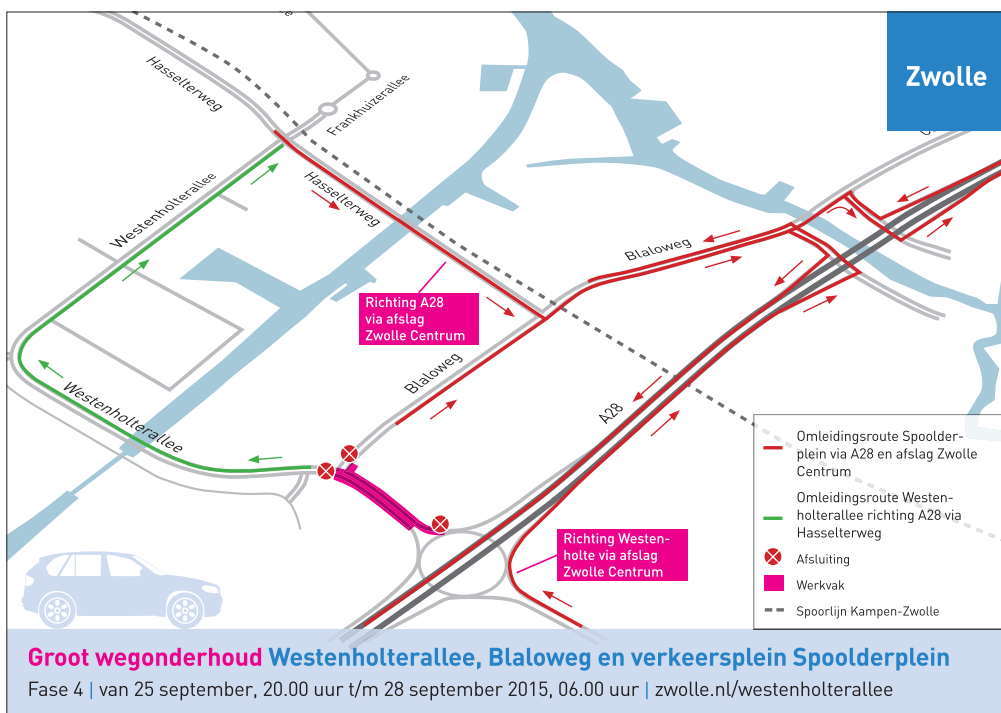 Zwolle
Hasselterweg
Frankhuizerallee
Westenholterallee
Hasselterweg
Blaloweg
Richting A28
via afslag
Zwolle Centrum
Blaloweg
A28
Westenholterallee
Richting Westen-
holte via afslag
Zwolle Centrum
Omleidingsroute Spoolder-
plein via A28 en afslag Zwolle
Centrum
Omleidingsroute Westen-
holterallee richting A28 via
Hasselterweg
Afsluiting
Werkvak
Spoorlijn Kampen-Zwolle
Groot wegonderhoud Westenholterallee, Blaloweg en verkeersplein Spoolderplein
Fase 4 | van 25 september, 20.00 uur t/m 28 september 2015, 06.00 uur | zwolle.nl/westenholterallee